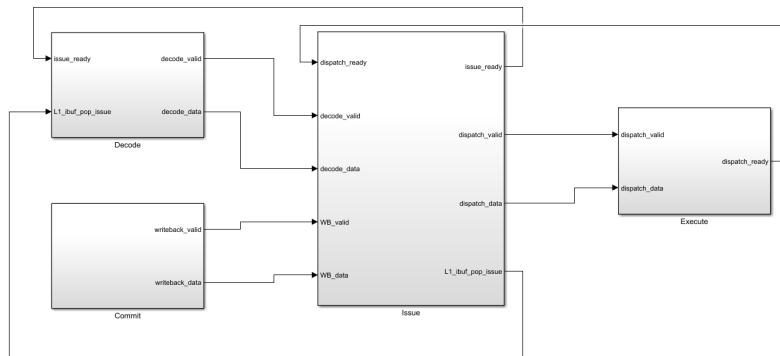 issue_ready
decode_valid
L1_ibuf_pop_issue
decode_data
Decode
writeback_valid
writeback_data
Commit
dispatch_ready
issue_ready
decode_valid
dispatch_valid
decode_data
dispatch_data
WB_valid
WB_data
L1_ibuf_pop_issue
Issue
dispatch_valid
dispatch_ready
dispatch_data
Execute